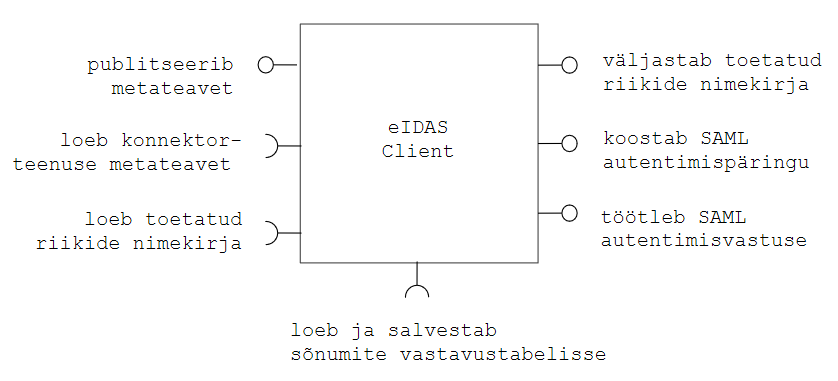 publitseerib
metateavet
loeb konnektor-
teenuse metateavet
loeb toetatud
riikide nimekirja
eIDAS
Client
väljastab toetatud
riikide nimekirja
koostab SAML
autentimispäringu
töötleb SAML
autentimisvastuse
loeb ja salvestab
sõnumite vastavustabelisse